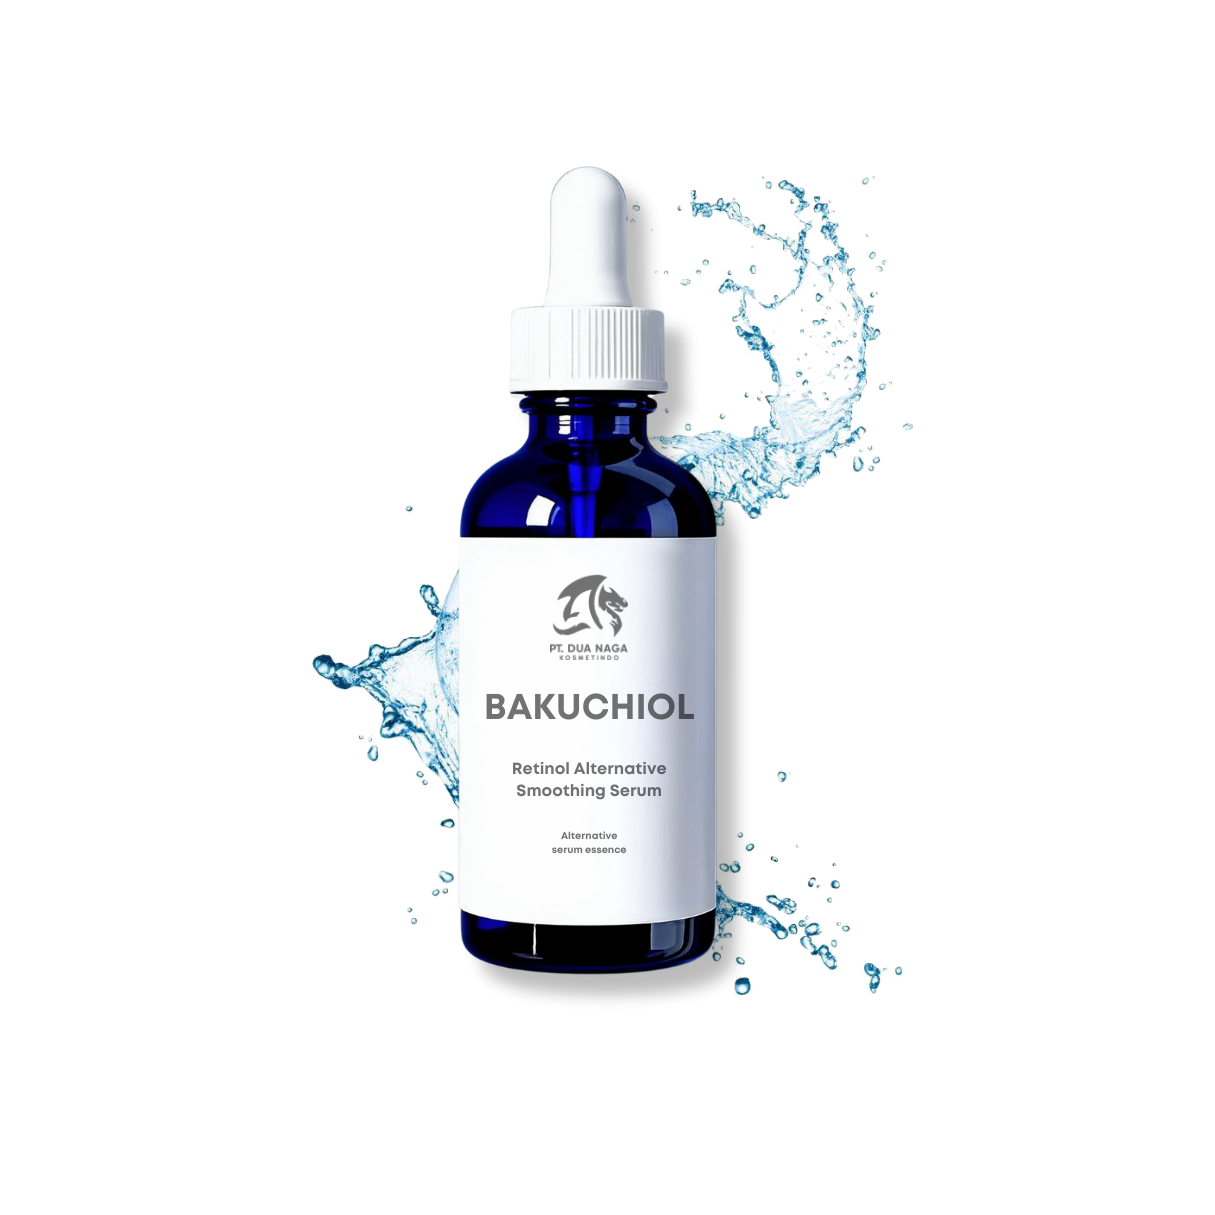 PT. DUA NAGA
KOSMETINDO
BAKUCHIOL
Retinol Alternative
Smoothing Serum
Alternative
serum essence